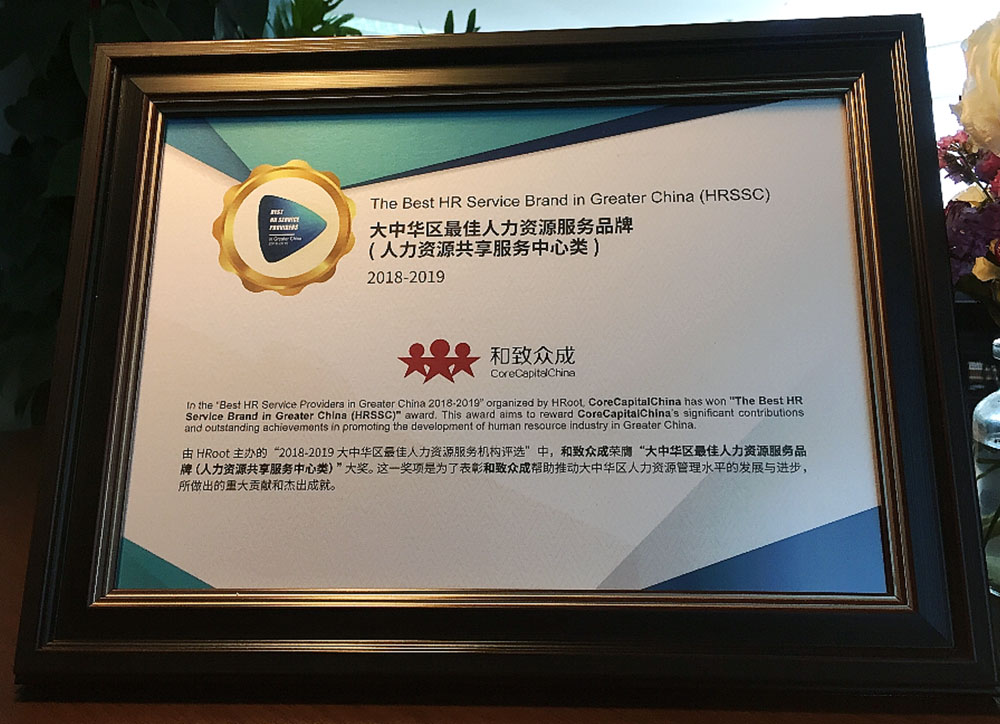 The Best HR Service Brand in Greater China (HRSSC)
大中华区最佳人力资源服务品牌
(人力资源共享服务中心类)
2018-2019
BEST
HR SERVICE
PROVIDERS
in Greater China
2018-2019
和致众成
CoreCapitalChina
In the "Best HR Service Providers in Greater China 2018-2019" organized by HRoot, CoreCapitalChina has won "The Best HR
Service Brand in Greater China (HRSSC)" award. This award aims to reward CoreCapitalChina's significant contributions
and outstanding achievements in promoting the development of human resource industry in Greater China.
由 HRoot 主办的“2018-2019 大中华区最佳人力资源服务机构评选”中，和致众成荣膺“大中华区最佳人力资源服务品
牌（人力资源共享服务中心类）”大奖。这一奖项是为了表彰和致众成帮助推动大中华区人力资源管理水平的发展与进步，
所做出的重大贡献和杰出成就。